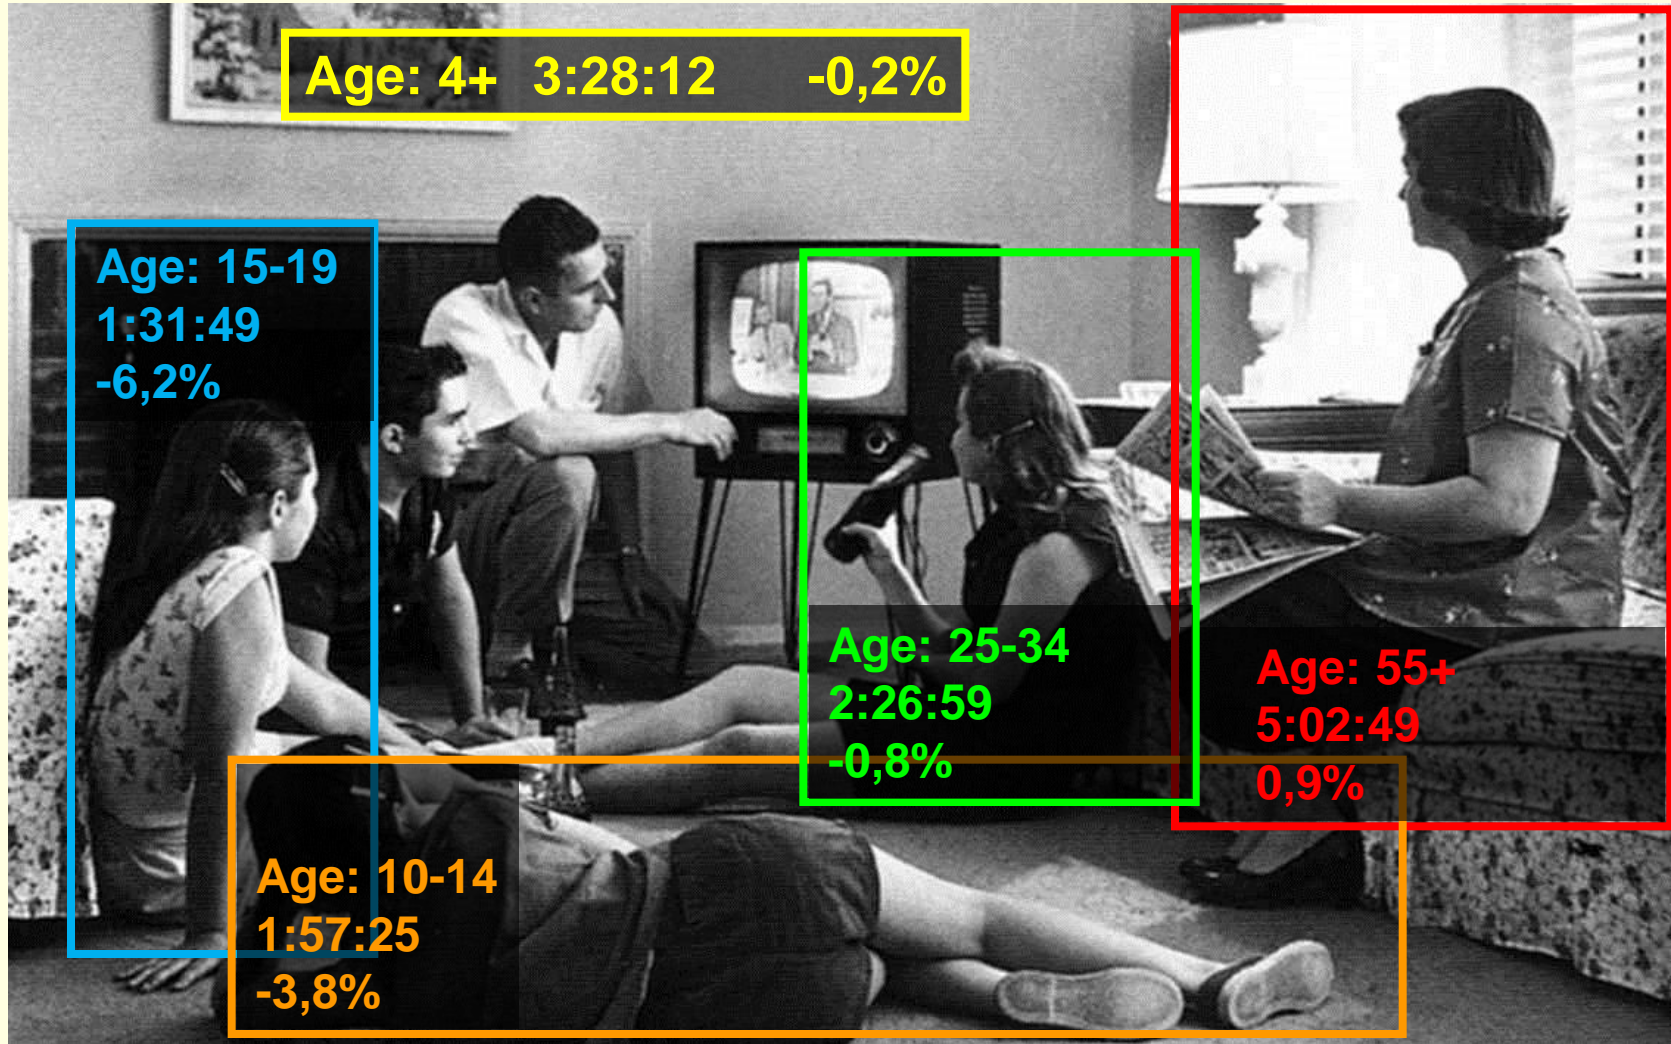 Age: 4+ 3:28:12 -0,2%
Age: 15-19
1:31:49
-6,2%
Age: 25-34
2:26:59
-0,8%
Age: 55+
5:02:49
0,9%
Age: 10-14
1:57:25
-3,8%